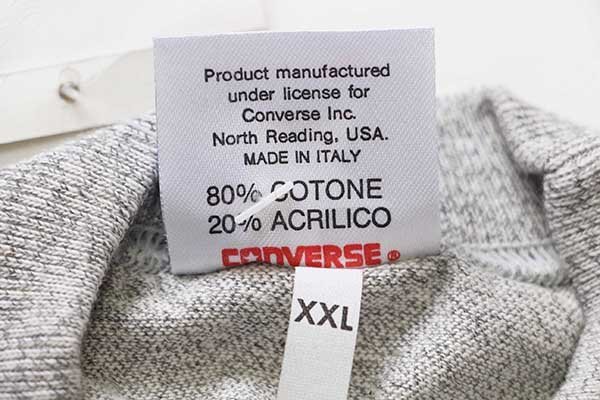 Product manufactured
under license for
Converse Inc.
North Reading, USA.
MADE IN ITALY
80% COTONE
20% ACRILICO
CONVERSE®
XXL